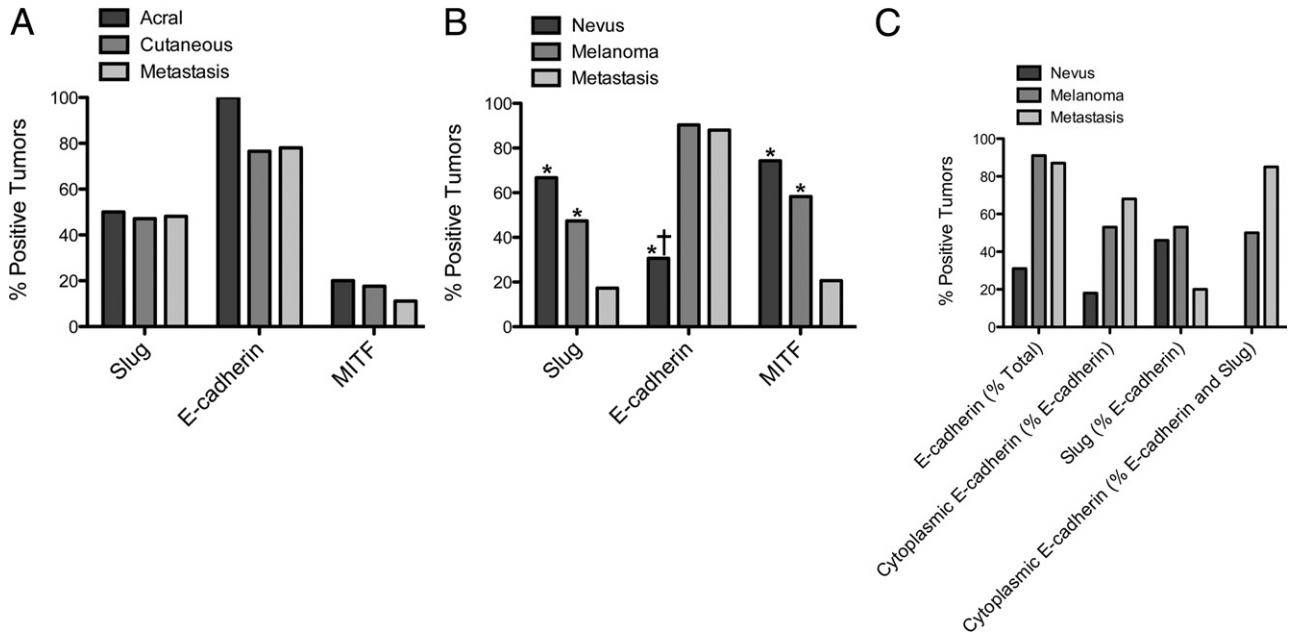 A
Acral
Cutaneous
Metastasis
% Positive Tumors
100
80
60
40
20
0
Slug
E-cadherin
MITF
B
Nevus
Melanoma
Metastasis
% Positive Tumors
100
80
60
40
20
0
*
*
*†
*
*
Slug
E-cadherin
MITF
C
Nevus
Melanoma
Metastasis
% Positive Tumors
100
80
60
40
20
0
E-cadherin (% Total)
Cytoplasmic E-cadherin (% E-cadherin)
Slug (% E-cadherin)
Cytoplasmic E-cadherin (% E-cadherin and Slug)